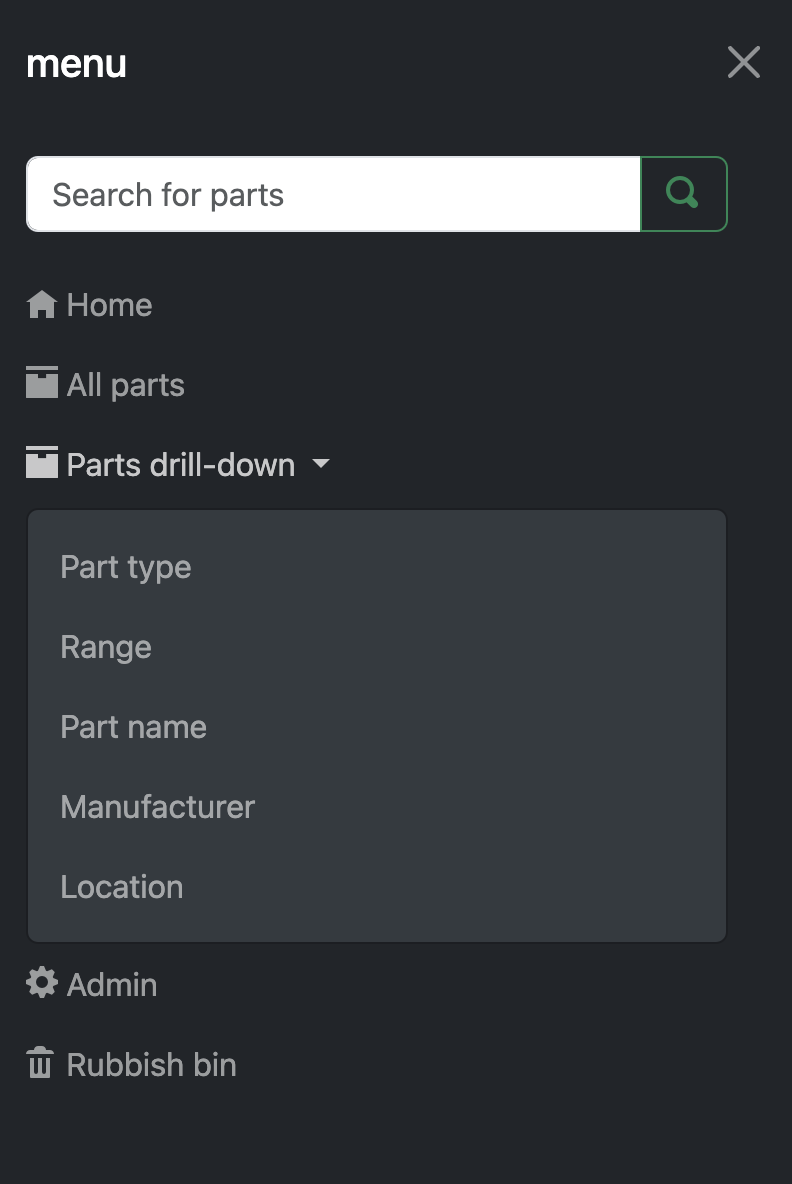 menu
Search for parts
Home
All parts
Parts drill-down
Part type
Range
Part name
Manufacturer
Location
Admin
Rubbish bin